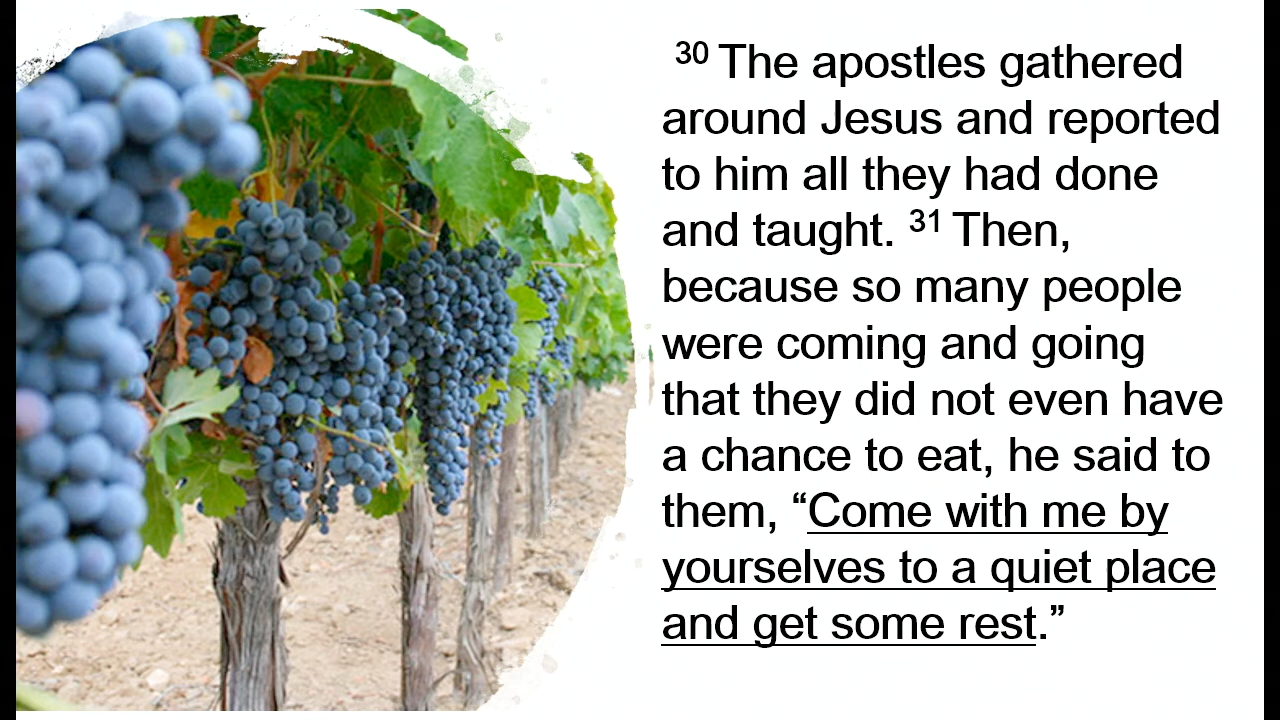 30 The apostles gathered
around Jesus and reported
to him all they had done
and taught. 31 Then,
because so many people
were coming and going
that they did not even have
a chance to eat, he said to
them, “Come with me by
yourselves to a quiet place
and get some rest.”